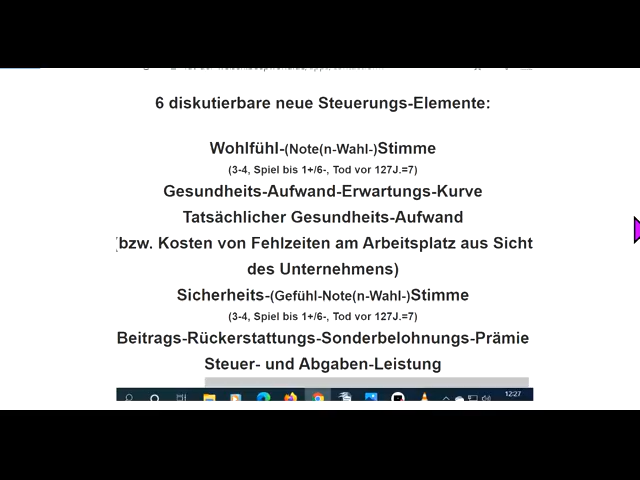 6 diskutierbare neue Steuerungs-Elemente:
Wohlfühl-(Note(n-Wahl-)Stimme
(3-4, Spiel bis 1+/6-, Tod vor 127J.=7)
Gesundheits-Aufwand-Erwartungs-Kurve
Tatsächlicher Gesundheits-Aufwand
(bzw. Kosten von Fehlzeiten am Arbeitsplatz aus Sicht
des Unternehmens)
Sicherheits-(Gefühl-Note(n-Wahl-)Stimme
(3-4, Spiel bis 1+/6-, Tod vor 127J.=7)
Beitrags-Rückerstattungs-Sonderbelohnungs-Prämie
Steuer- und Abgaben-Leistung
12:27